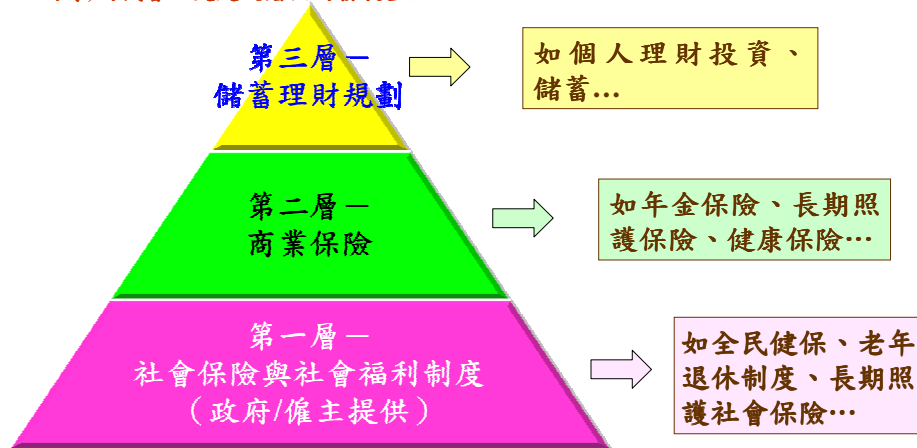 第三層－
儲蓄理財規劃
如個人理財投資、
儲蓄…
第二層－
商業保險
如年金保險、長期照
護保險、健康保險…
第一層－
社會保險與社會福利制度
（政府/僱主提供）
如全民健保、老年
退休制度、長期照
護社會保險…